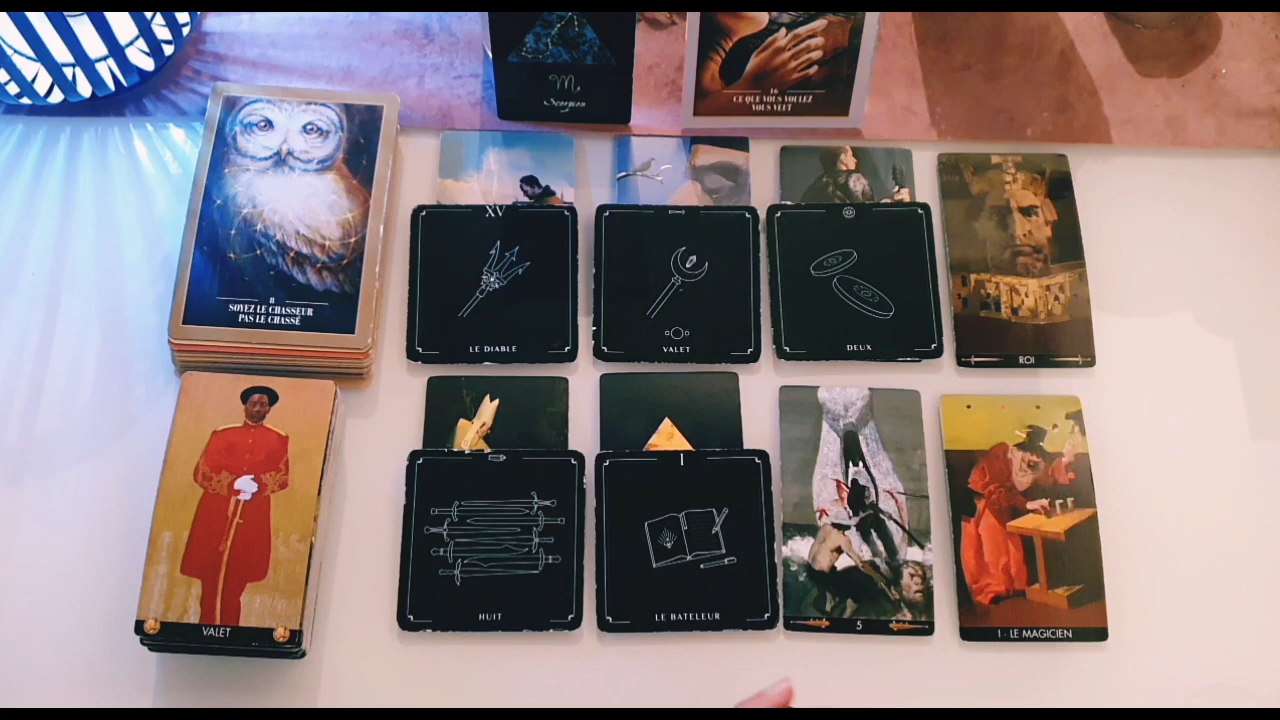 Scorpion
16
CE QUE VOUS VOULEZ
VOUS VEUT
8
SOYEZ LE CHASSEUR
PAS LE CHASSÉ
XV
LE DIABLE
VALET
DEUX
ROI
VALET
HUIT
I
LE BATELEUR
5
I - LE MAGICIEN